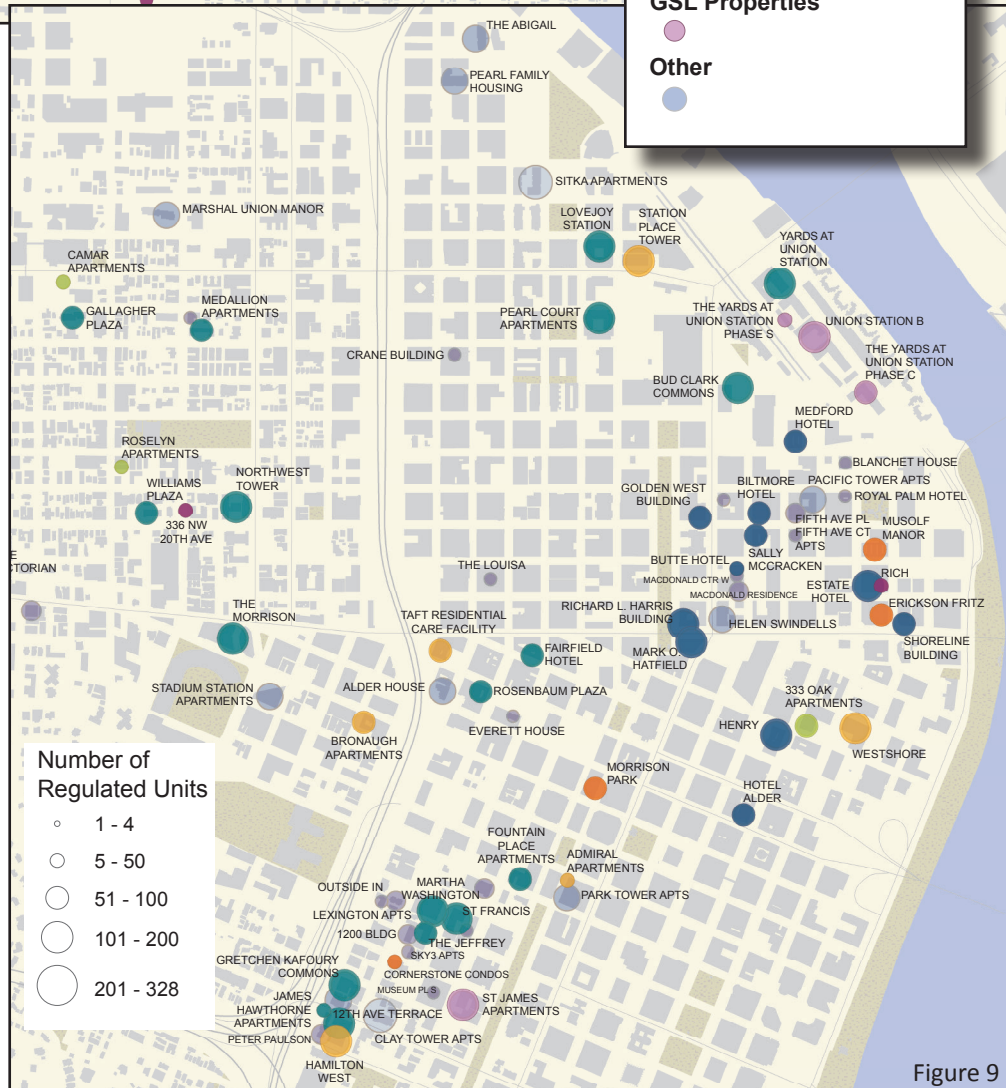 GSL Properties
Other
THE ABIGAIL
PEARL FAMILY
HOUSING
SITKA APARTMENTS
MARSHAL UNION MANOR
LOVEJOY
STATION
STATION
PLACE
TOWER
YARDS AT
UNION
STATION
CAMAR
APARTMENTS
GALLAGHER
PLAZA
MEDALLION
APARTMENTS
PEARL COURT
APARTMENTS
THE YARDS AT
UNION STATION
PHASE S
UNION STATION B
CRANE BUILDING
THE YARDS AT
UNION STATION
PHASE C
BUD CLARK
COMMONS
MEDFORD
HOTEL
ROSELYN
APARTMENTS
BLANCHET HOUSE
WILLIAMS
PLAZA
NORTHWEST
TOWER
336 NW
20TH AVE
GOLDEN WEST
BUILDING
BILTMORE
HOTEL
PACIFIC TOWER APTS
ROYAL PALM HOTEL
FIFTH AVE PL
FIFTH AVE CT
APTS
MUSOLF
MANOR
E
CTORIAN
THE LOUISA
BUTTE HOTEL
SALLY
MCCRACKEN
MACDONALD CTR W
MACDONALD RESIDENCE
ESTATE
HOTEL
RICH
THE
MORRISON
TAFT RESIDENTIAL
CARE FACILITY
RICHARD L. HARRIS
BUILDING
HELEN SWINDELLS
ERICKSON FRITZ
MARK O.
HATFIELD
SHORELINE
BUILDING
FAIRFIELD
HOTEL
STADIUM STATION
APARTMENTS
ALDER HOUSE
ROSENBAUM PLAZA
333 OAK
APARTMENTS
BRONAUGH
APARTMENTS
EVERETT HOUSE
HENRY
WESTSHORE
Number of
Regulated Units
1 - 4
5 - 50
51 - 100
101 - 200
201 - 328
MORRISON
PARK
HOTEL
ALDER
FOUNTAIN
PLACE
APARTMENTS
ADMIRAL
APARTMENTS
PARK TOWER APTS
OUTSIDE IN
MARTHA
WASHINGTON
LEXINGTON APTS
ST FRANCIS
1200 BLDG
THE JEFFREY
SKY3 APTS
GRETCHEN KAFOURY
COMMONS
CORNERSTONE CONDOS
MUSEUM PL S
JAMES
HAWTHORNE
APARTMENTS
12TH AVE TERRACE
ST JAMES
APARTMENTS
PETER PAULSON
CLAY TOWER APTS
HAMILTON
WEST
Figure 9